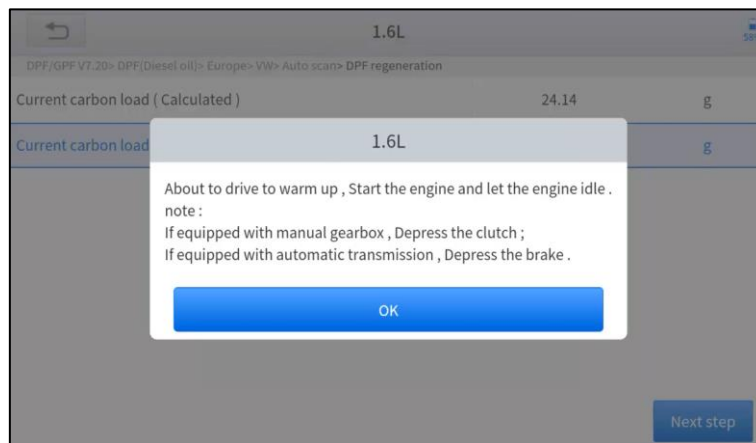 1.6L
DPF/GPF V7.20> DPF(Diesel oil)> Europe> VW> Auto scan> DPF regeneration
Current carbon load ( Calculated ) 24.14 g
Current carbon load g
1.6L
About to drive to warm up , Start the engine and let the engine idle .
note :
If equipped with manual gearbox , Depress the clutch ;
If equipped with automatic transmission , Depress the brake .
OK
Next step